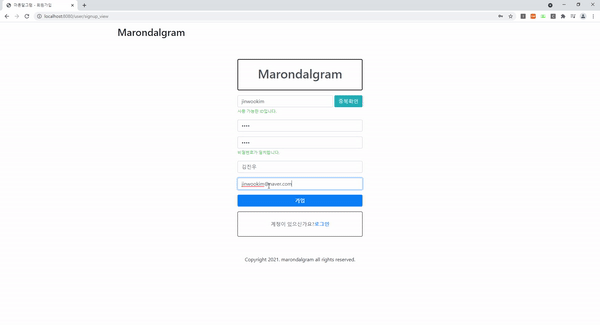 마론달그램 - 회원가입
localhost:8080/user/signup_view
Marondalgram
Marondalgram
jinwookim
중복확인
사용 가능한 ID입니다.
••••
••••
비밀번호가 일치합니다.
김진우
jinwookim@naver.com
가입
계정이 있으신가요?로그인
Copyright 2021. marondalgram all rights reserved.